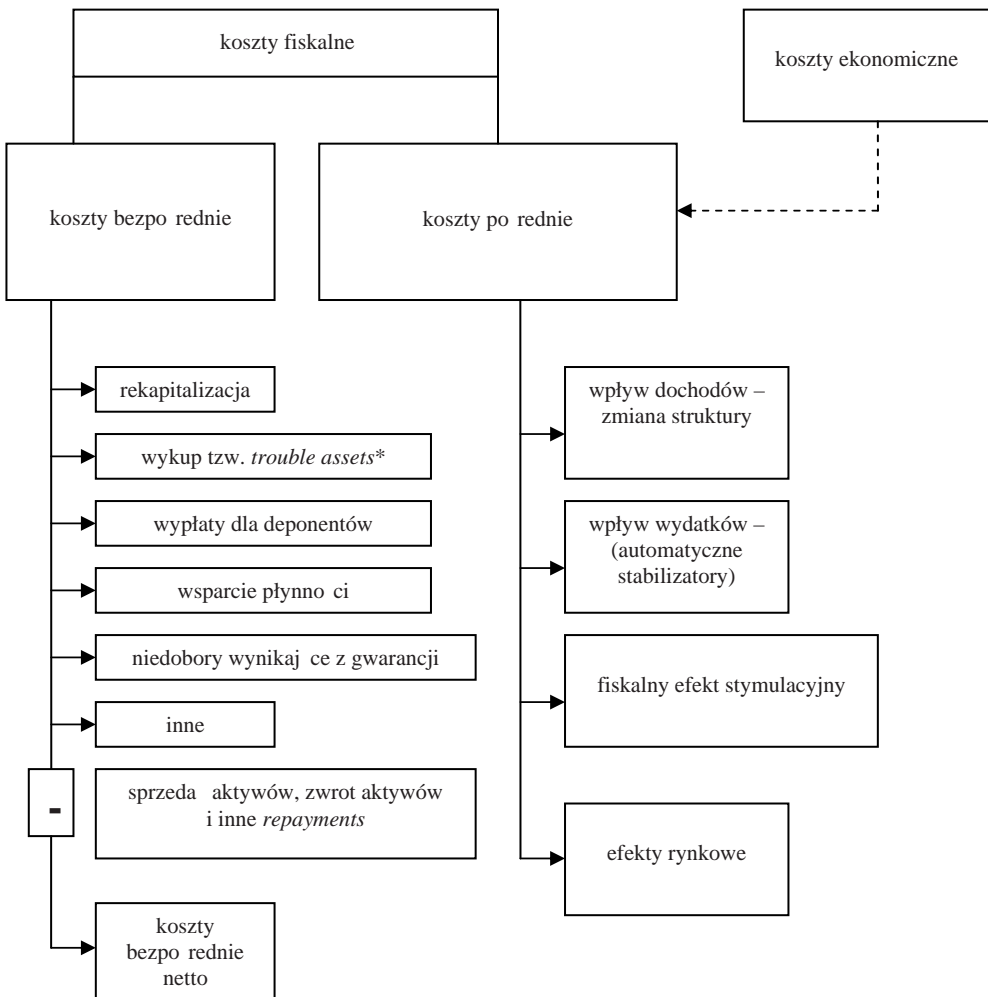 koszty fiskalne
koszty ekonomiczne
koszty bezpo rednie
koszty po rednie
rekapitalizacja
wykup tzw. trouble assets*
wypłaty dla deponentów
wsparcie płynno ci
niedobory wynikaj ce z gwarancji
inne
-
sprzeda aktywów, zwrot aktywów
i inne repayments
koszty
bezpo rednie
netto
wpływ dochodów –
zmiana struktury
wpływ wydatków –
(automatyczne
stabilizatory)
fiskalny efekt stymulacyjny
efekty rynkowe